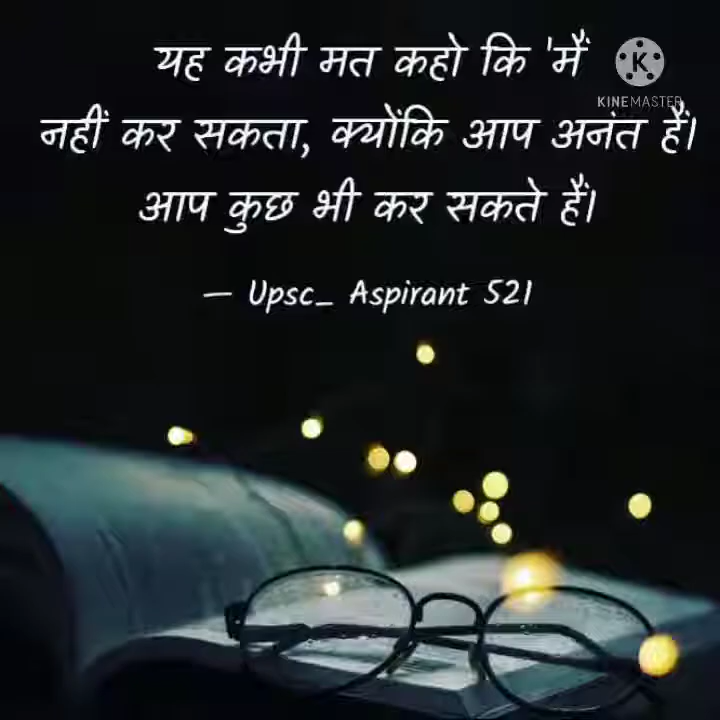 यह कभी मत कहो कि 'मैं
KINEMASTER
नहीं कर सकता, क्योंकि आप अनंत हैं।
आप कुछ भी कर सकते हैं।
— Upsc_ Aspirant 521